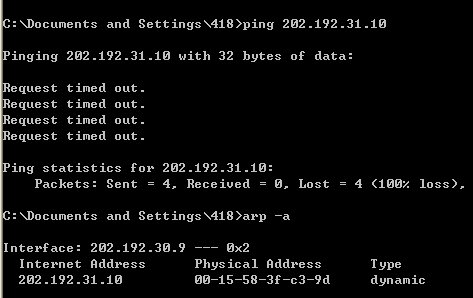 C:\Documents and Settings\418>ping 202.192.31.10
Pinging 202.192.31.10 with 32 bytes of data:
Request timed out.
Request timed out.
Request timed out.
Request timed out.
Ping statistics for 202.192.31.10:
    Packets: Sent = 4, Received = 0, Lost = 4 (100% loss),
C:\Documents and Settings\418>arp -a
Interface: 202.192.30.9 --- 0x2
  Internet Address      Physical Address      Type
  202.192.31.10         00-15-58-3f-c3-9d     dynamic